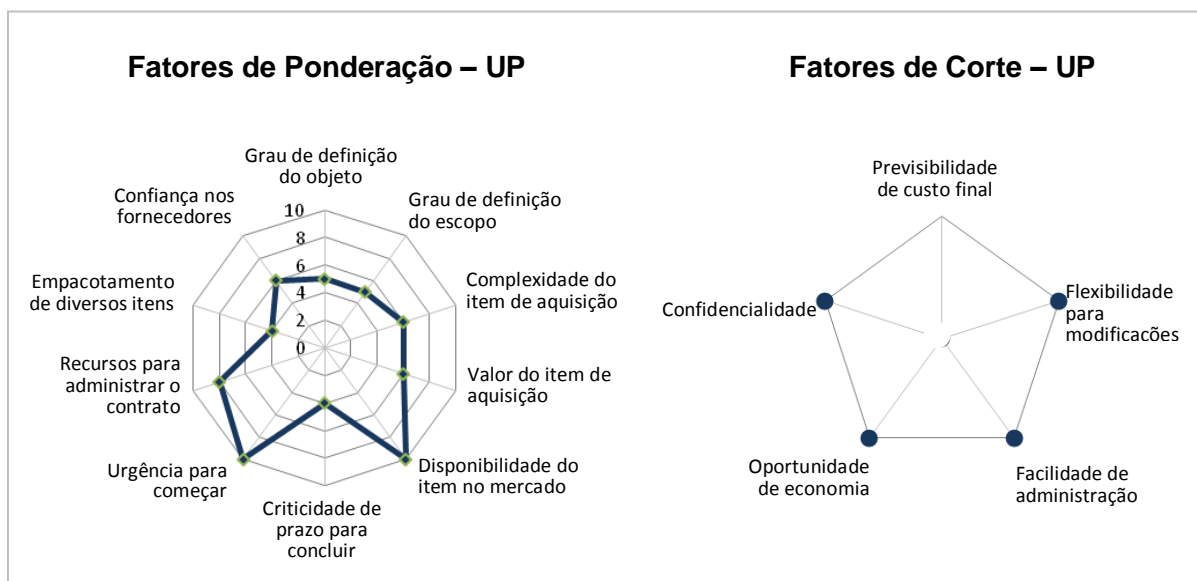 Fatores de Ponderação – UP
Grau de definição
do objeto
Confiança nos
fornecedores
Grau de definição
do escopo
10
8
6
4
2
0
Empacotamento
de diversos itens
Complexidade do
item de aquisição
Recursos para
administrar o
contrato
Valor do item de
aquisição
Urgência para
começar
Disponibilidade do
item no mercado
Criticidade de
prazo para
concluir
Fatores de Corte – UP
Previsibilidade
de custo final
Confidencialidade
Flexibilidade
para
modificacões
Oportunidade
de economia
Facilidade de
administração